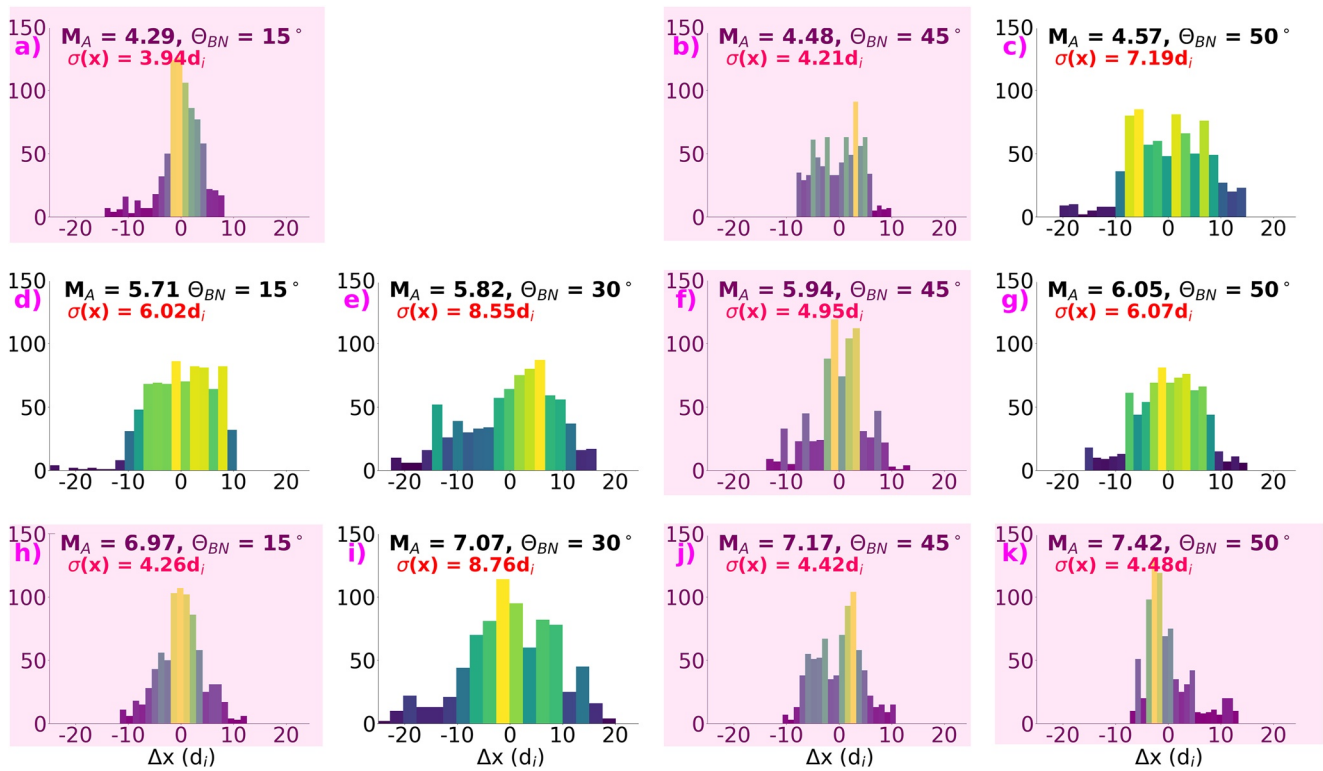 a)
M_A = 4.29, Θ_BN = 15°
σ(x) = 3.94d_i
150
100
50
0
-20 -10 0 10 20
b)
M_A = 4.48, Θ_BN = 45°
σ(x) = 4.21d_i
150
100
50
0
-20 -10 0 10 20
c)
M_A = 4.57, Θ_BN = 50°
σ(x) = 7.19d_i
150
100
50
0
-20 -10 0 10 20
d)
M_A = 5.71 Θ_BN = 15°
σ(x) = 6.02d_i
150
100
50
0
-20 -10 0 10 20
e)
M_A = 5.82, Θ_BN = 30°
σ(x) = 8.55d_i
150
100
50
0
-20 -10 0 10 20
f)
M_A = 5.94, Θ_BN = 45°
σ(x) = 4.95d_i
150
100
50
0
-20 -10 0 10 20
g)
M_A = 6.05, Θ_BN = 50°
σ(x) = 6.07d_i
150
100
50
0
-20 -10 0 10 20
h)
M_A = 6.97, Θ_BN = 15°
σ(x) = 4.26d_i
150
100
50
0
-20 -10 0 10 20
Δx (d_i)
i)
M_A = 7.07, Θ_BN = 30°
σ(x) = 8.76d_i
150
100
50
0
-20 -10 0 10 20
Δx (d_i)
j)
M_A = 7.17, Θ_BN = 45°
σ(x) = 4.42d_i
150
100
50
0
-20 -10 0 10 20
Δx (d_i)
k)
M_A = 7.42, Θ_BN = 50°
σ(x) = 4.48d_i
150
100
50
0
-20 -10 0 10 20
Δx (d_i)